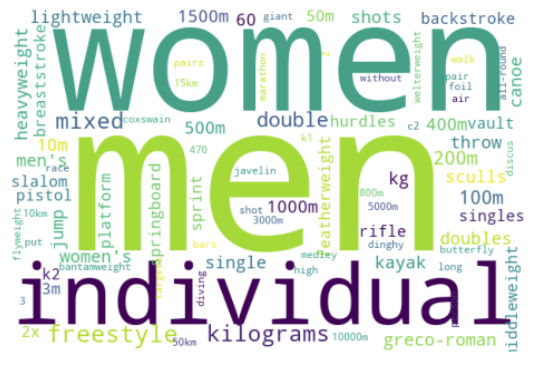 lightweight 1500m 60 giant 50m shots backstroke
women
heavyweight
breaststroke
pairs
15km
marathon
2
without
welterweight
walk
pair
foil
air
all-round
canoe
mixed coxswain 500m double hurdles c2 400m vault
10m
men
men's
race
slalom
pistol
platform
springboard
470
sprint
k1
javelin
featherweight
kg
800m
throw
200m
discus
sculls
100m
10km
flyweight
put
jump
shot
1000m
3000m
5000m
rifle
dinghy
singles
doubles
butterfly
women's
bars
single
medley
high
kayak
long
bantamweight
k2
3m
3
diving
individual
2x freestyle 50km kilograms 10000m greco-roman